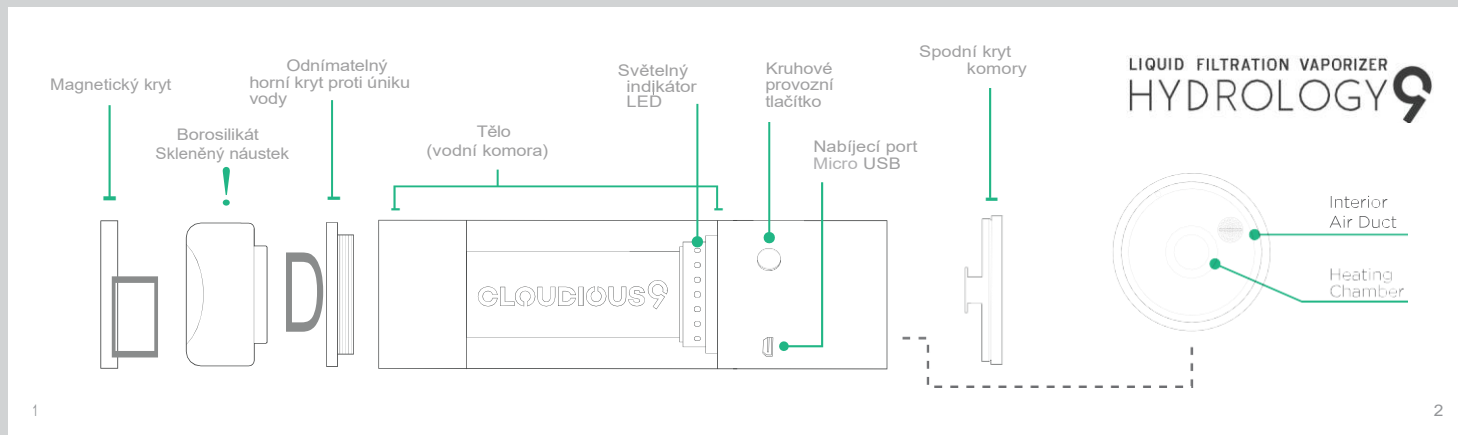 Magnetický kryt
Borosilikát
Skleněný náustek
Odnímatelný
horní kryt proti úniku
vody
Tělo
(vodní komora)
Světelný
indjkátor
LED
Kruhové
provozní
tlačítko
Nabíjecí port
Micro USB
Spodní kryt
komory
LIQUID FILTRATION VAPORIZER
HYDROLOGY9
Interior
Air Duct
Heating
Chamber
CLOUDIOUS9
1
2